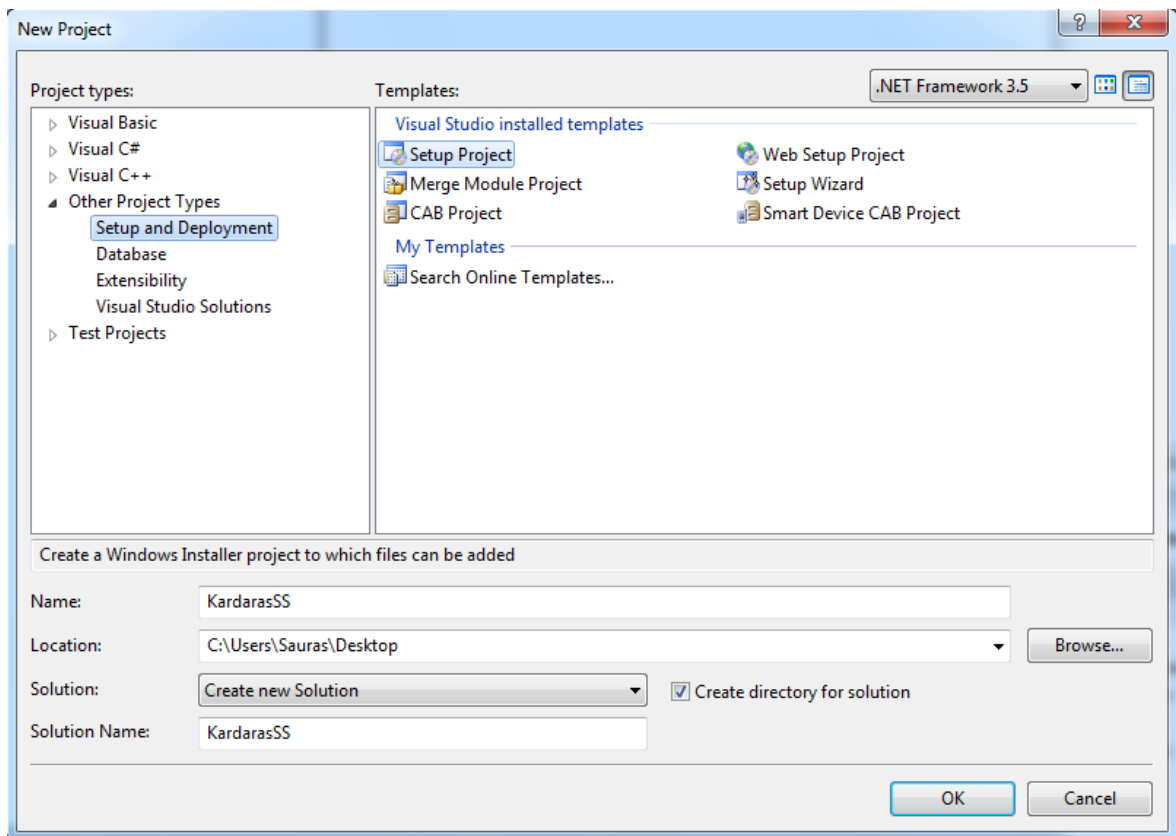 New Project
Project types:
Templates:
.NET Framework 3.5
Visual Basic
Visual C#
Visual C++
Other Project Types
Setup and Deployment
Database
Extensibility
Visual Studio Solutions
Test Projects
Visual Studio installed templates
Setup Project
Web Setup Project
Merge Module Project
Setup Wizard
CAB Project
Smart Device CAB Project
My Templates
Search Online Templates...
Create a Windows Installer project to which files can be added
Name:
KardarasSS
Location:
C:\Users\Sauras\Desktop
Browse...
Solution:
Create new Solution
Create directory for solution
Solution Name:
KardarasSS
OK
Cancel